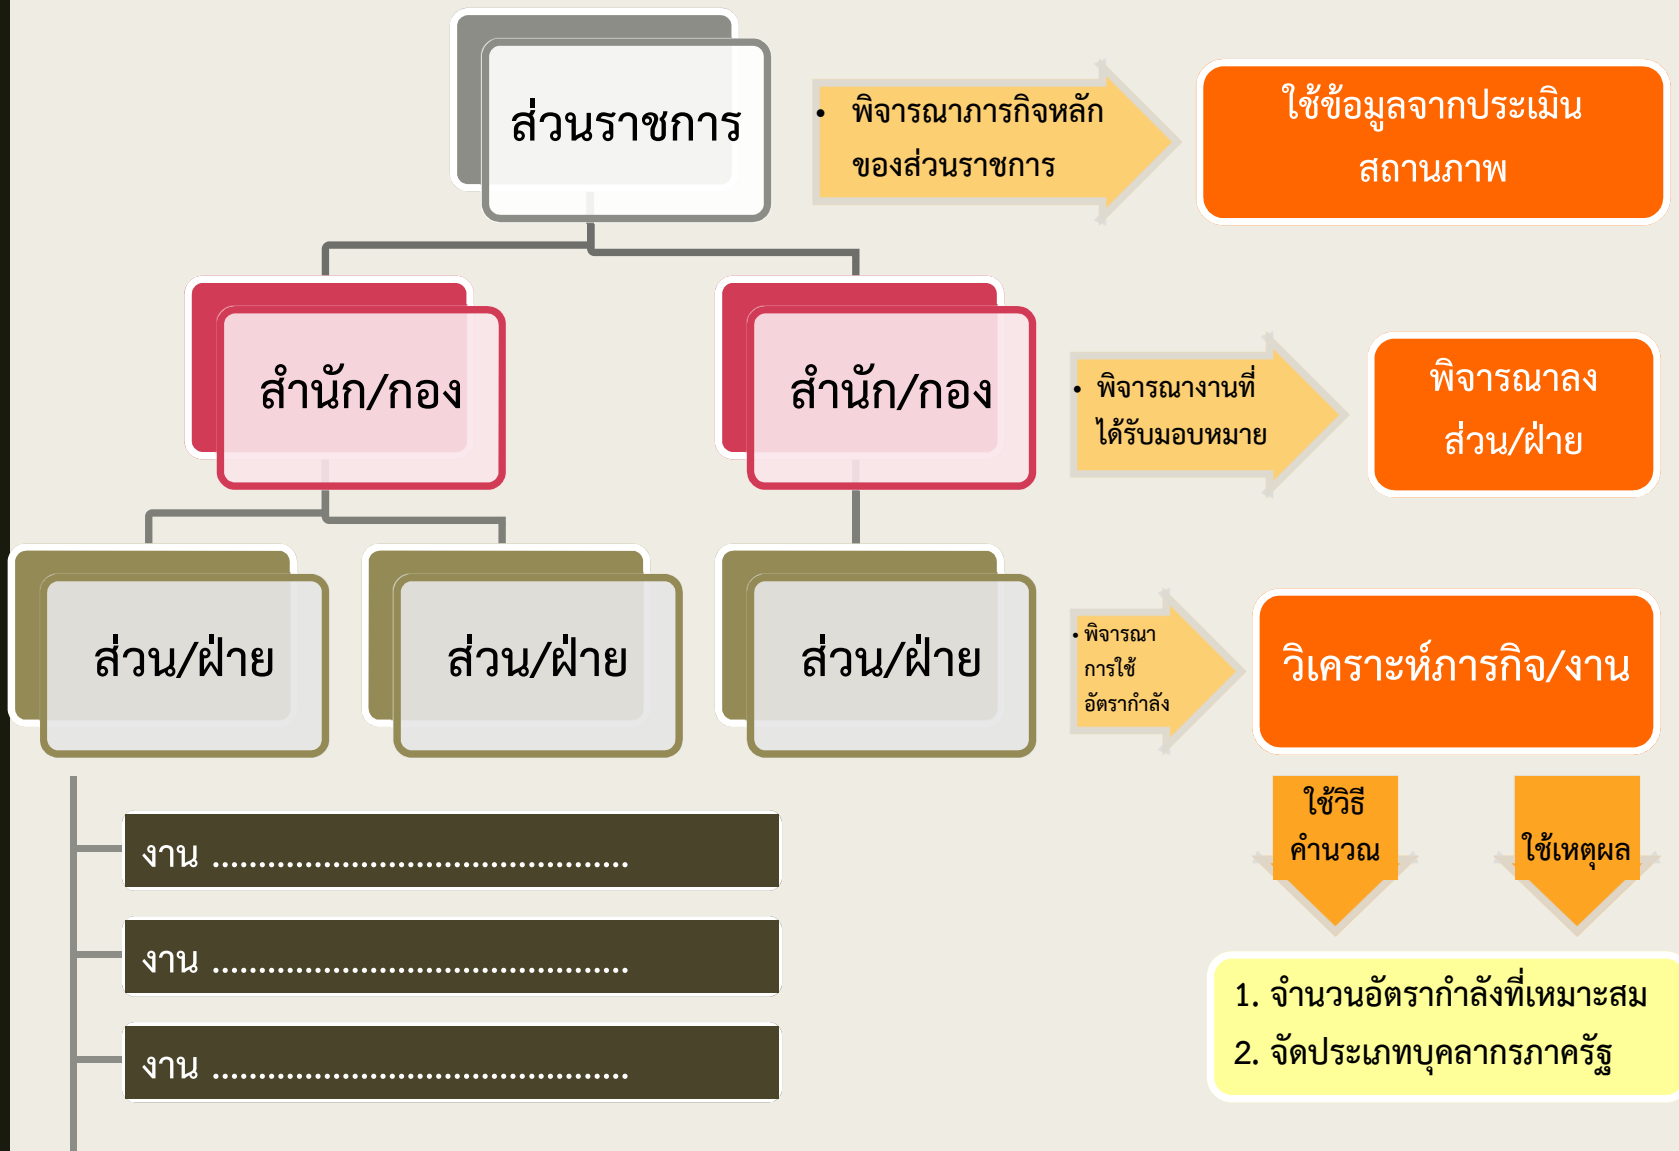 ส่วนราชการ
• พิจารณาภารกิจหลัก
ของส่วนราชการ
ใช้ข้อมูลจากประเมิน
สถานภาพ
สำนัก/กอง
สำนัก/กอง
• พิจารณางานที่
ได้รับมอบหมาย
พิจารณาลง
ส่วน/ฝ่าย
ส่วน/ฝ่าย
ส่วน/ฝ่าย
ส่วน/ฝ่าย
• พิจารณา
การใช้
อัตรากำลัง
วิเคราะห์ภารกิจ/งาน
ใช้วิธี
คำนวณ
ใช้เหตุผล
งาน .............................................
งาน .............................................
งาน .............................................
1. จำนวนอัตรากำลังที่เหมาะสม
2. จัดประเภทบุคลากรภาครัฐ